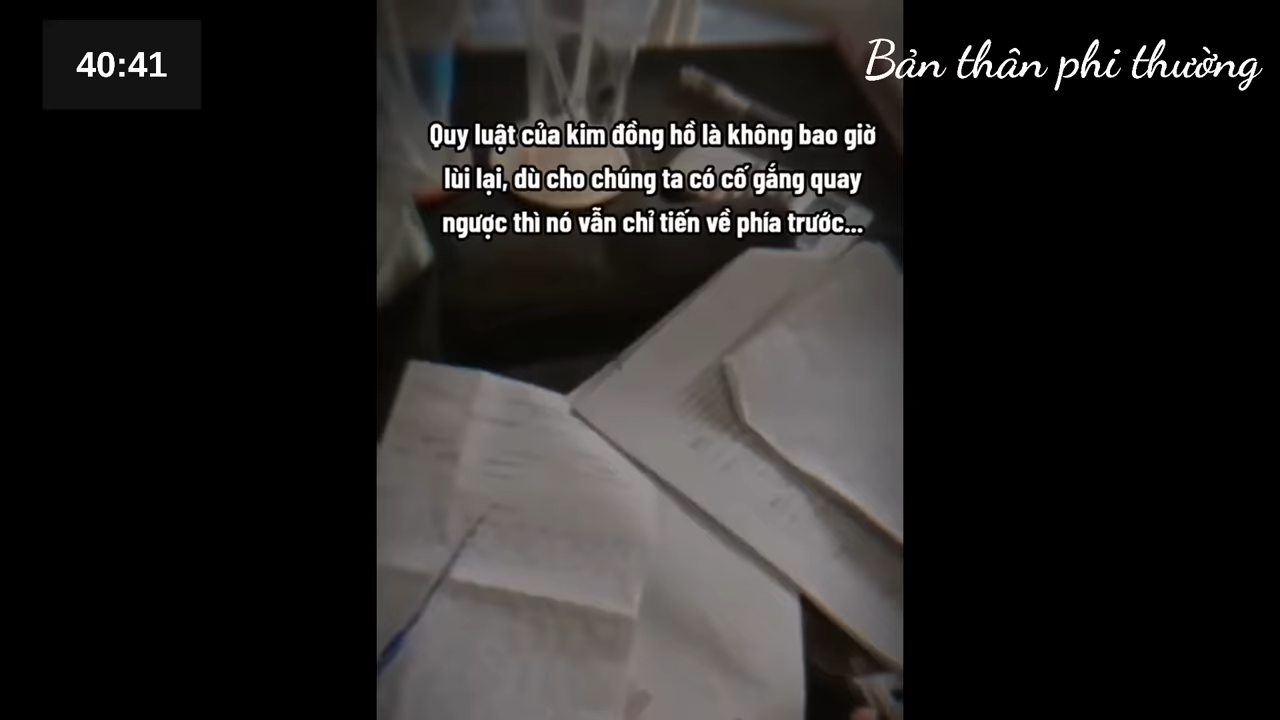 40:41
Bản thân phi thường
Quy luật của kim đồng hồ là không bao giờ
lùi lại, dù cho chúng ta có cố gắng quay
ngược thì nó vẫn chỉ tiến về phía trước...